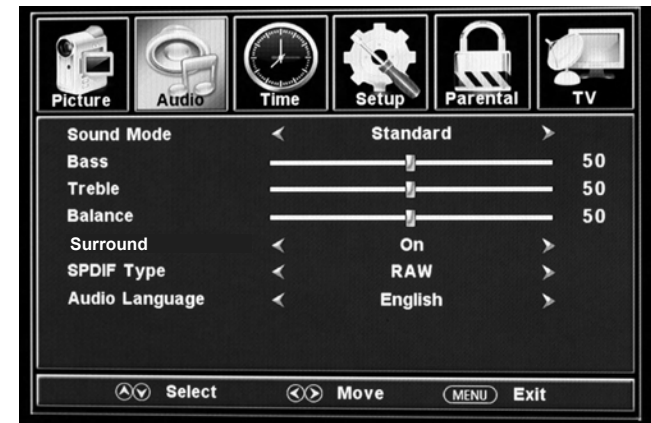 Picture Audio Time Setup Parental TV
Sound Mode Standard
Bass 50
Treble 50
Balance 50
Surround On
SPDIF Type RAW
Audio Language English
Select Move MENU Exit